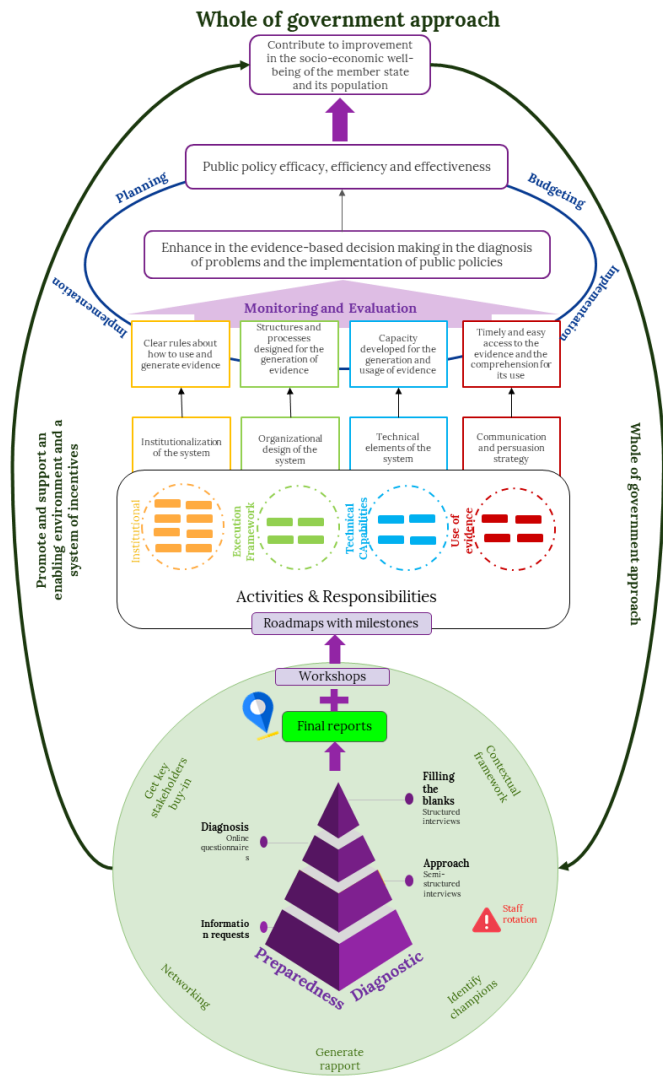 Whole of government approach
Contribute to improvement
in the socio-economic well-
being of the member state
and its population
Public policy efficacy, efficiency and effectiveness
Planning
Budgeting
Enhance in the evidence-based decision making in the diagnosis
of problems and the implementation of public policies
Implementation
Implementation
Monitoring and Evaluation
Clear rules about
how to use and
generate evidence
Structures and
processes
designed for the
generation of
evidence
Capacity
developed for the
generation and
usage of evidence
Timely and easy
access to the
evidence and the
comprehension for
its use
Institutionalization
of the system
Organizational
design of the
system
Technical
elements of the
system
Communication
and persuasion
strategy
Promote and support an
enabling environment and a
system of incentives
Whole of government approach
Institutional
Execution
Framework
Technical
CApabilities
Use of
evidence
Activities & Responsibilities
Roadmaps with milestones
Workshops
Final reports
Get key
stakeholders
buy-in
Contextual
framework
Filling
the
blanks
Structured
interviews
Diagnosis
Online
questionnaire
s
Approach
Semi-
structured
interviews
Informatio
n requests
Staff
rotation
Preparedness
Diagnostic
Networking
Identify
champions
Generate
rapport